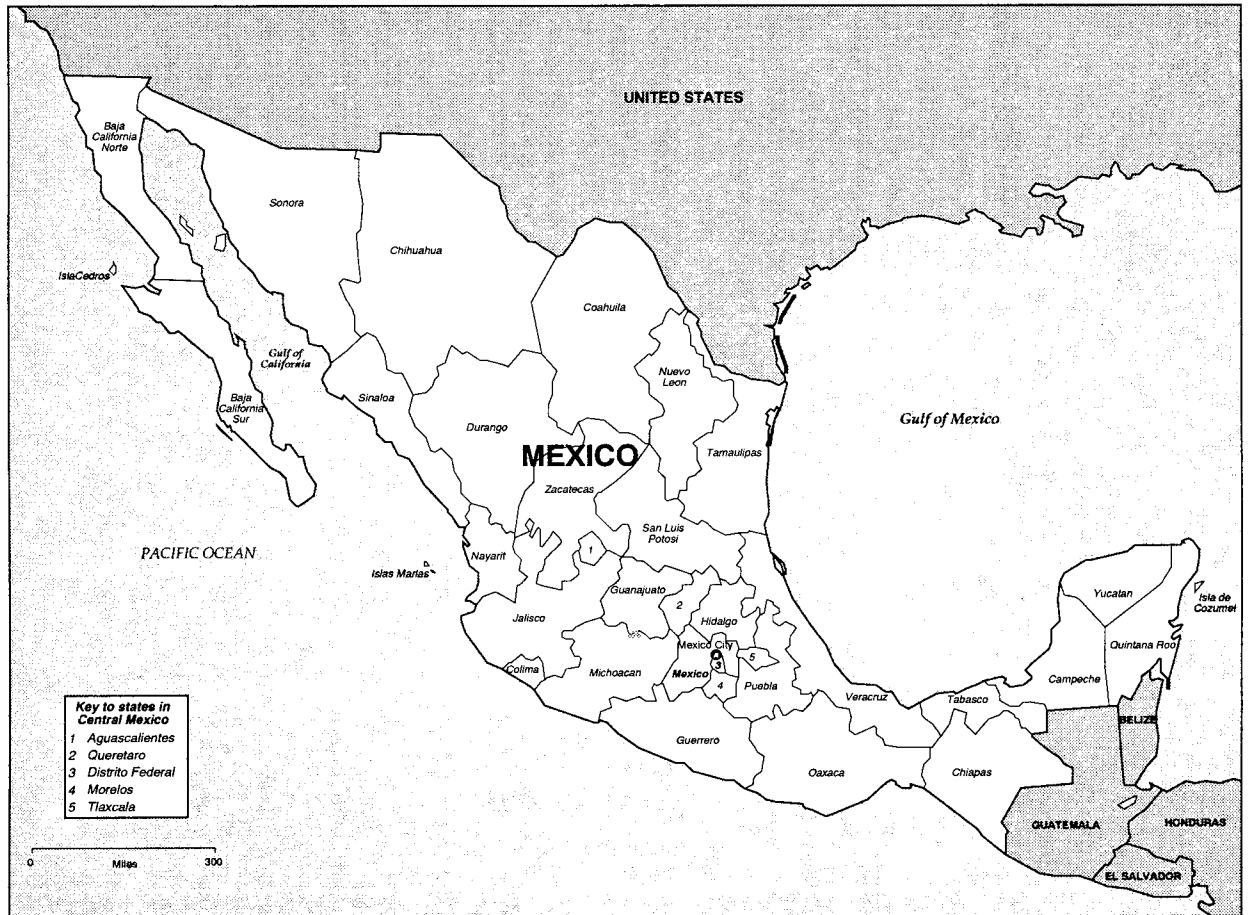 UNITED STATES
Baja
California
Norte
Sonora
Chihuahua
IslaCedros
Coahuila
Gulf of
California
Nuevo
Leon
Baja
California
Sur
Sinaloa
Durango
Gulf of Mexico
MEXICO
Tamaulipas
Zacatecas
San Luis
Potosi
PACIFIC OCEAN
Nayarit
1
Islas Marias
Guanajuato
2
Yucatan
Isla de
Cozumel
Jalisco
Hidalgo
Mexico City
Quintana Roo
5
3
Colima
Michoacan
Mexico
4
Puebla
Campeche
Veracruz
Tabasco
BELIZE
Guerrero
Oaxaca
Chiapas
Key to states in
Central Mexico
1 Aguascalientes
2 Queretaro
3 Distrito Federal
4 Morelos
5 Tlaxcala
GUATEMALA
HONDURAS
EL SALVADOR
0 Miles 300